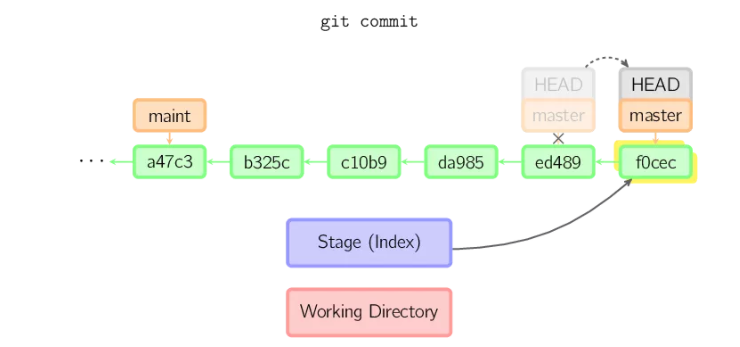 git commit
HEAD HEAD
maint master master
··· a47c3 b325c c10b9 da985 ed489 f0cec
Stage (Index)
Working Directory